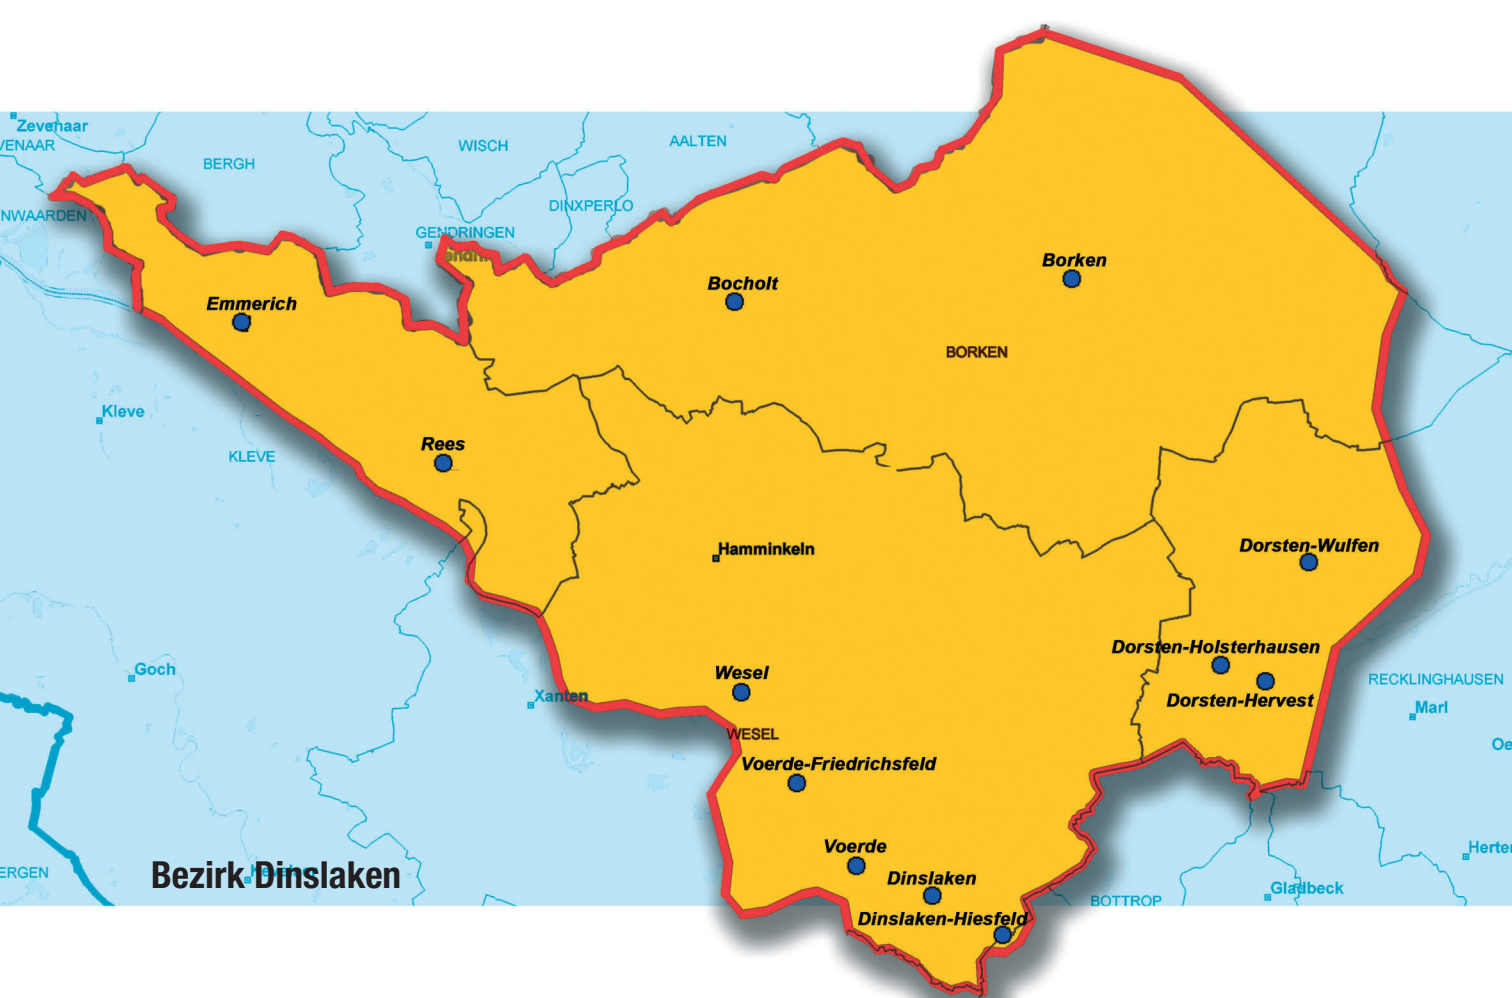 Zevenaar
VENAAR
BERGH
WISCH
AALTEN
DINXPERLO
NWAARDEN
GENDRINGEN
Borken
Bocholt
Emmerich
BORKEN
Kleve
Rees
KLEVE
Dorsten-Wulfen
Hamminkeln
Dorsten-Holsterhausen
Goch
Wesel
RECKLINGHAUSEN
Xanten
Dorsten-Hervest
Marl
WESEL
Oe
Voerde-Friedrichsfeld
Voerde
Herten
ERGEN
Bezirk Dinslaken
Dinslaken
Gladbeck
BOTTROP
Dinslaken-Hiesfeld